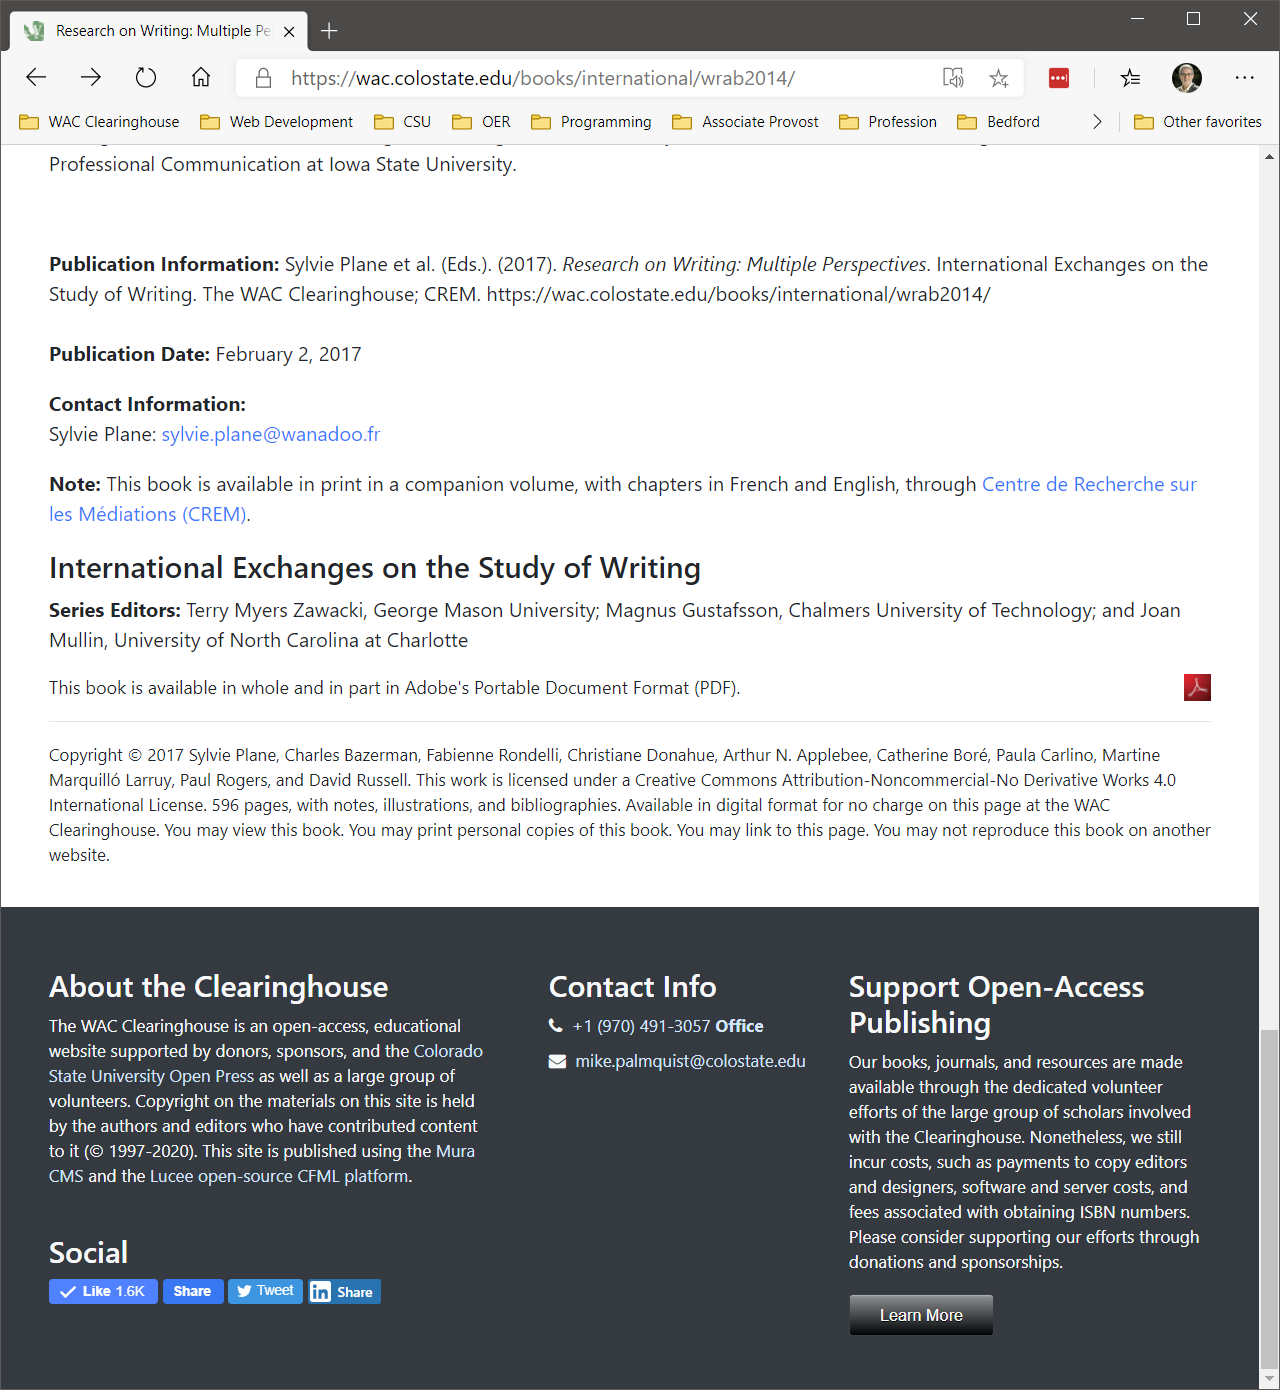 Research on Writing: Multiple Pe
https://wac.colostate.edu/books/international/wrab2014/
WAC Clearinghouse Web Development CSU OER Programming Associate Provost Profession Bedford Other favorites
Professional Communication at Iowa State University.
Publication Information: Sylvie Plane et al. (Eds.). (2017). Research on Writing: Multiple Perspectives. International Exchanges on the
Study of Writing. The WAC Clearinghouse; CREM. https://wac.colostate.edu/books/international/wrab2014/
Publication Date: February 2, 2017
Contact Information:
Sylvie Plane: sylvie.plane@wanadoo.fr
Note: This book is available in print in a companion volume, with chapters in French and English, through Centre de Recherche sur
les Médiations (CREM).
International Exchanges on the Study of Writing
Series Editors: Terry Myers Zawacki, George Mason University; Magnus Gustafsson, Chalmers University of Technology; and Joan
Mullin, University of North Carolina at Charlotte
This book is available in whole and in part in Adobe's Portable Document Format (PDF).
Copyright © 2017 Sylvie Plane, Charles Bazerman, Fabienne Rondelli, Christiane Donahue, Arthur N. Applebee, Catherine Boré, Paula Carlino, Martine
Marquilló Larruy, Paul Rogers, and David Russell. This work is licensed under a Creative Commons Attribution-Noncommercial-No Derivative Works 4.0
International License. 596 pages, with notes, illustrations, and bibliographies. Available in digital format for no charge on this page at the WAC
Clearinghouse. You may view this book. You may print personal copies of this book. You may link to this page. You may not reproduce this book on another
website.
About the Clearinghouse
The WAC Clearinghouse is an open-access, educational
website supported by donors, sponsors, and the Colorado
State University Open Press as well as a large group of
volunteers. Copyright on the materials on this site is held
by the authors and editors who have contributed content
to it (© 1997-2020). This site is published using the Mura
CMS and the Lucee open-source CFML platform.
Social
Like 1.6K Share Tweet Share
Contact Info
+1 (970) 491-3057 Office
mike.palmquist@colostate.edu
Support Open-Access
Publishing
Our books, journals, and resources are made
available through the dedicated volunteer
efforts of the large group of scholars involved
with the Clearinghouse. Nonetheless, we still
incur costs, such as payments to copy editors
and designers, software and server costs, and
fees associated with obtaining ISBN numbers.
Please consider supporting our efforts through
donations and sponsorships.
Learn More